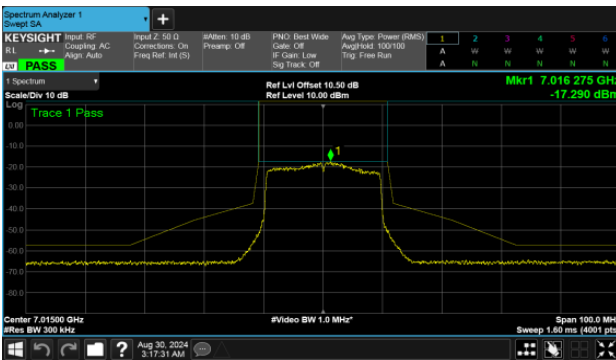 Spectrum Analyzer 1
Swept SA
+
KEYSIGHT Input: RF Input Z: 50 Ω #Atten: 10 dB PNO: Best Wide Avg Type: Power (RMS) 1 2 3 4 5 6
RL Coupling: AC Corrections: On Preamp: Off Gate: Off Avg|Hold: 100/100 A W W W W W
Align: Auto Freq Ref: Int (S) IF Gain: Low Trig: Free Run
LXI PASS Sig Track: Off A N N N N N
1 Spectrum Ref Lvl Offset 10.50 dB Mkr1 7.016 275 GHz
Scale/Div 10 dB Ref Level 10.00 dBm -17.290 dBm
Log
Trace 1 Pass
0.00
-10.0
1
-20.0
-30.0
-40.0
-50.0
-60.0
-70.0
-80.0
Center 7.01500 GHz #Video BW 1.0 MHz* Span 100.0 MHz
#Res BW 300 kHz Sweep 1.60 ms (4001 pts)
? Aug 30, 2024
3:17:31 AM